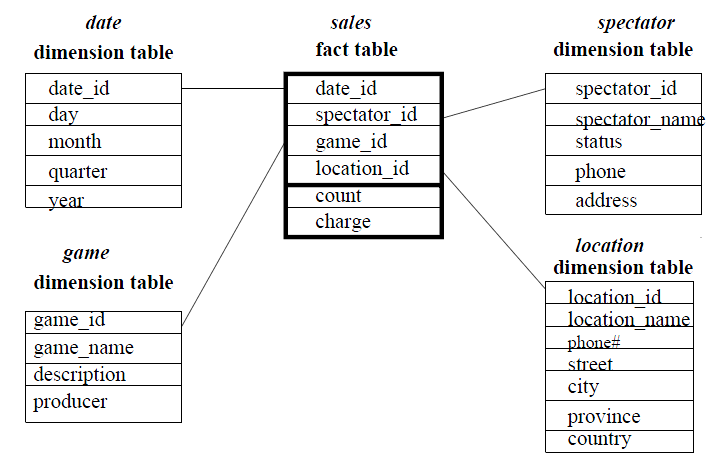 date
dimension table
date_id
day
month
quarter
year
sales
fact table
date_id
spectator_id
game_id
location_id
count
charge
spectator
dimension table
spectator_id
spectator_name
status
phone
address
game
dimension table
game_id
game_name
description
producer
location
dimension table
location_id
location_name
phone#
street
city
province
country